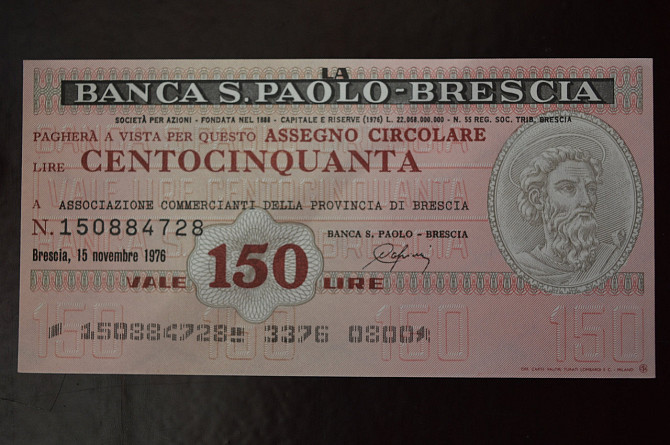 LA
BANCA S. PAOLO-BRESCIA
SOCIETÀ PER AZIONI - FONDATA NEL 1888 - CAPITALE E RISERVE (1976) L. 22.068.000.000 - N. 55 REG. SOC. TRIB. BRESCIA
PAGHERÀ A VISTA PER QUESTO ASSEGNO CIRCOLARE
LIRE CENTOCINQUANTA
A ASSOCIAZIONE COMMERCIANTI DELLA PROVINCIA DI BRESCIA
N. 150884728
BANCA S. PAOLO - BRESCIA
Brescia, 15 novembre 1976
VALE 150 LIRE
150 150 150 150
150884728 3376 0800